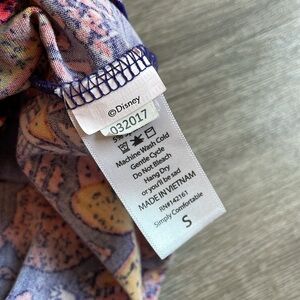 ©Disney
032017
Machine Wash Cold
Gentle Cycle
Do Not Bleach
Hang Dry
or you'll be sad
MADE IN VIETNAM
RN#142161
Simply Comfortable
S